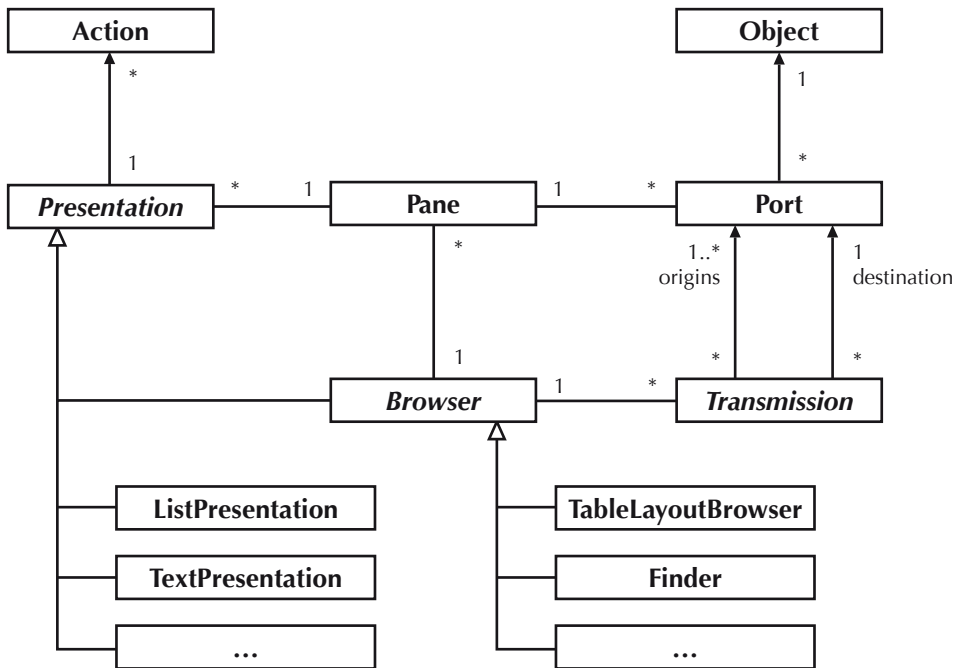 Action
Object
*
1
1
*
Presentation
*
1
Pane
1
*
Port
*
1..*
origins
1
destination
1
*
*
Browser
1
*
Transmission
ListPresentation
TableLayoutBrowser
TextPresentation
Finder
...
...